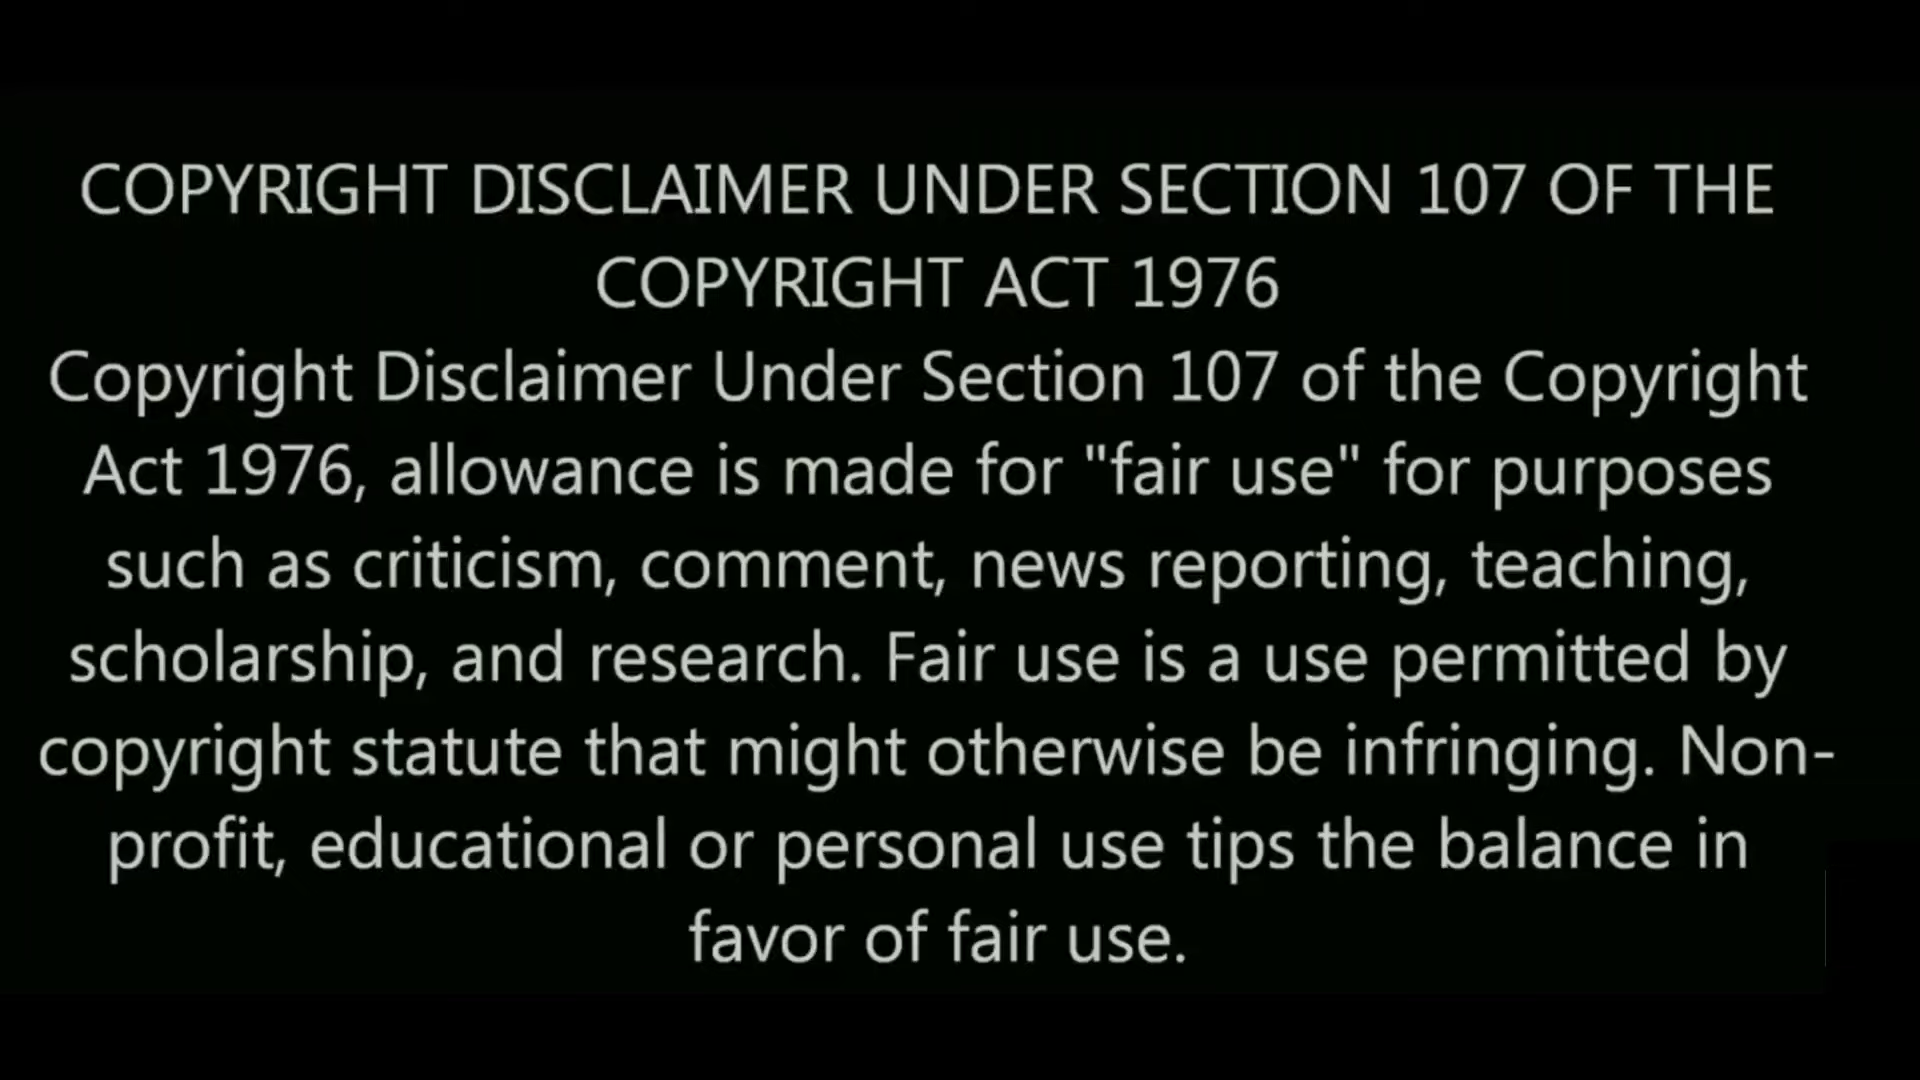 COPYRIGHT DISCLAIMER UNDER SECTION 107 OF THE
COPYRIGHT ACT 1976
Copyright Disclaimer Under Section 107 of the Copyright
Act 1976, allowance is made for "fair use" for purposes
such as criticism, comment, news reporting, teaching,
scholarship, and research. Fair use is a use permitted by
copyright statute that might otherwise be infringing. Non-
profit, educational or personal use tips the balance in
favor of fair use.